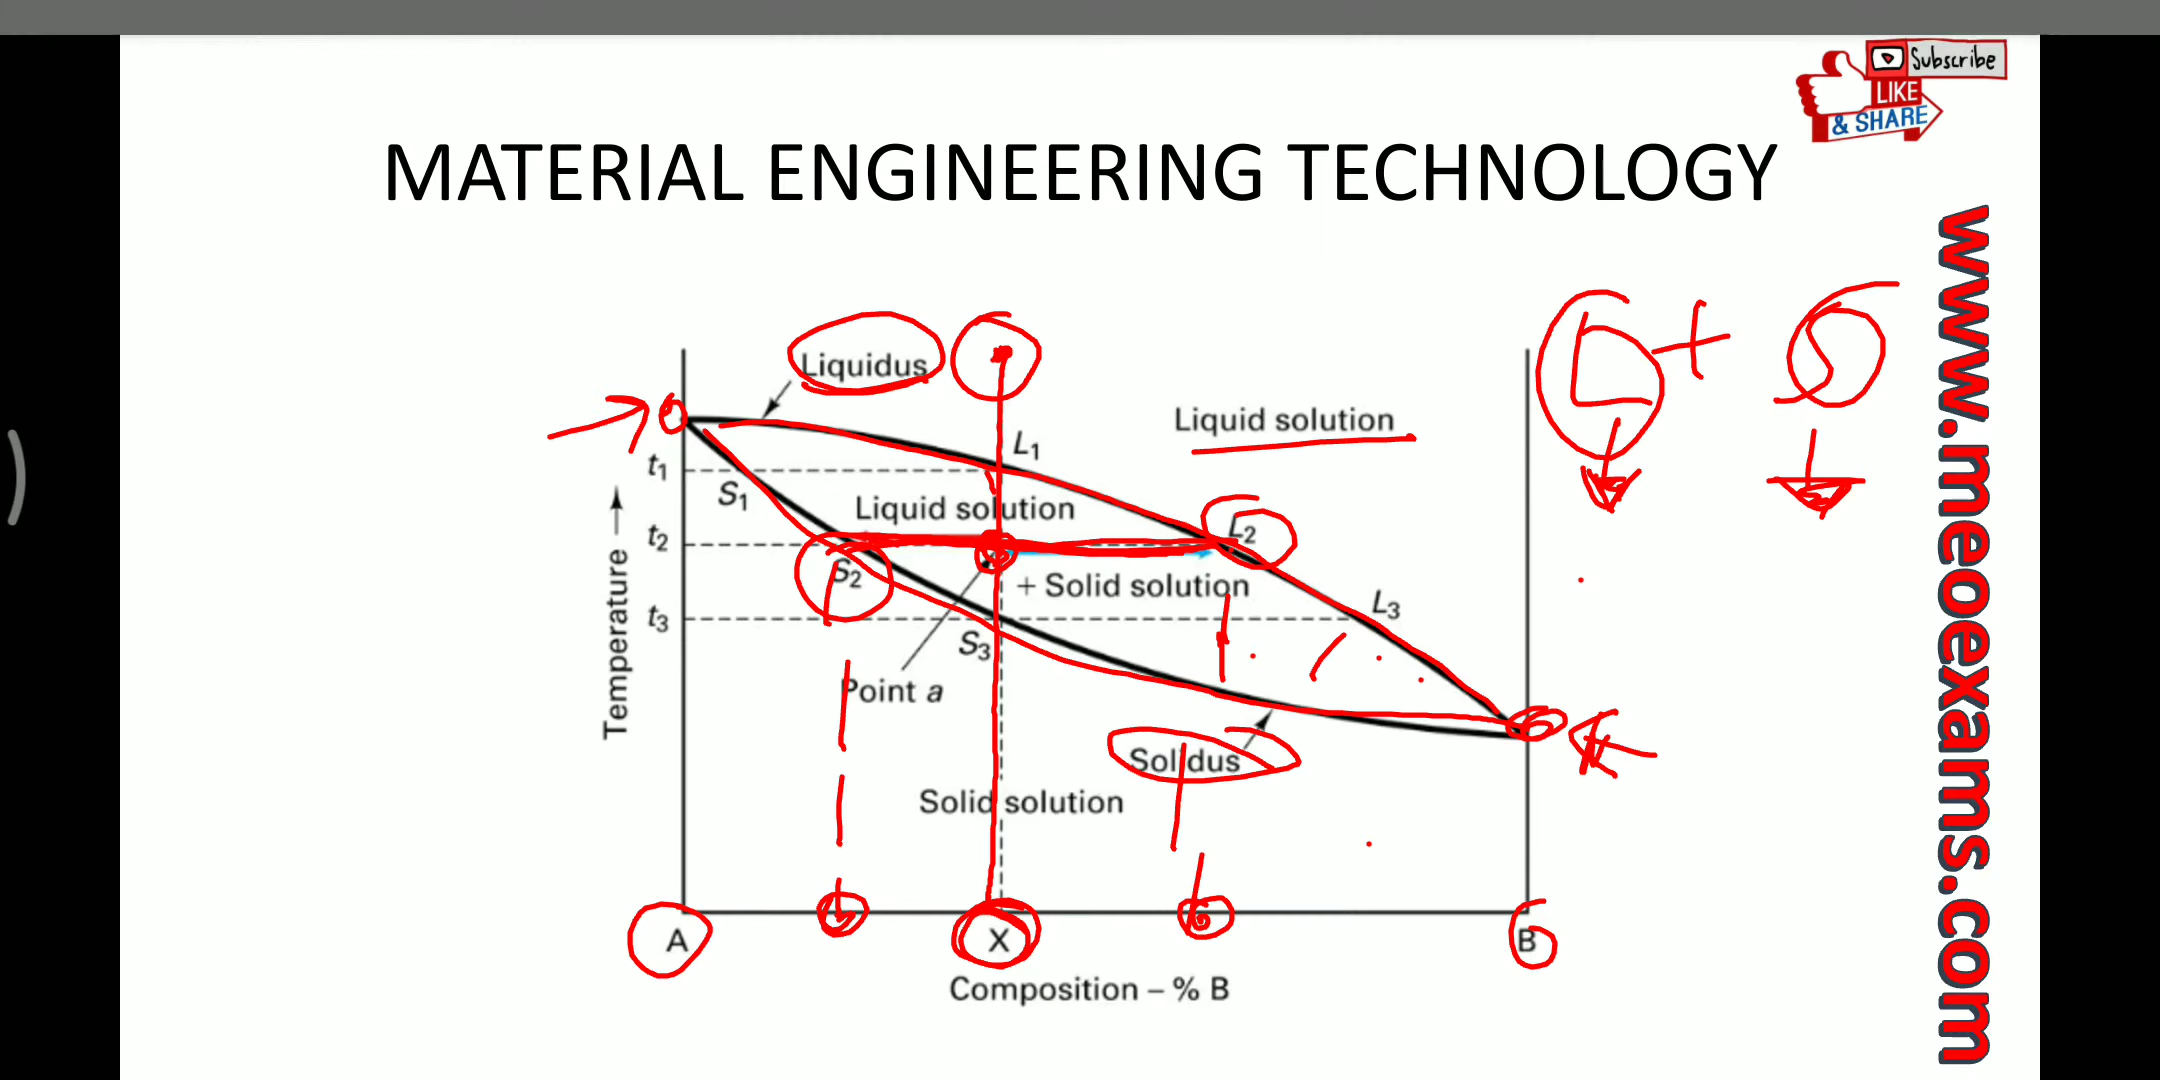 Subscribe
LIKE
& SHARE
MATERIAL ENGINEERING TECHNOLOGY
www.meoexams.com
Liquidus
Liquid solution
L + S
L1
t1
S1
Liquid solution
L2
t2
S2
+ Solid solution
L3
t3
S3
Point a
Temperature
Solidus
Solid solution
A
X
B
Composition – % B